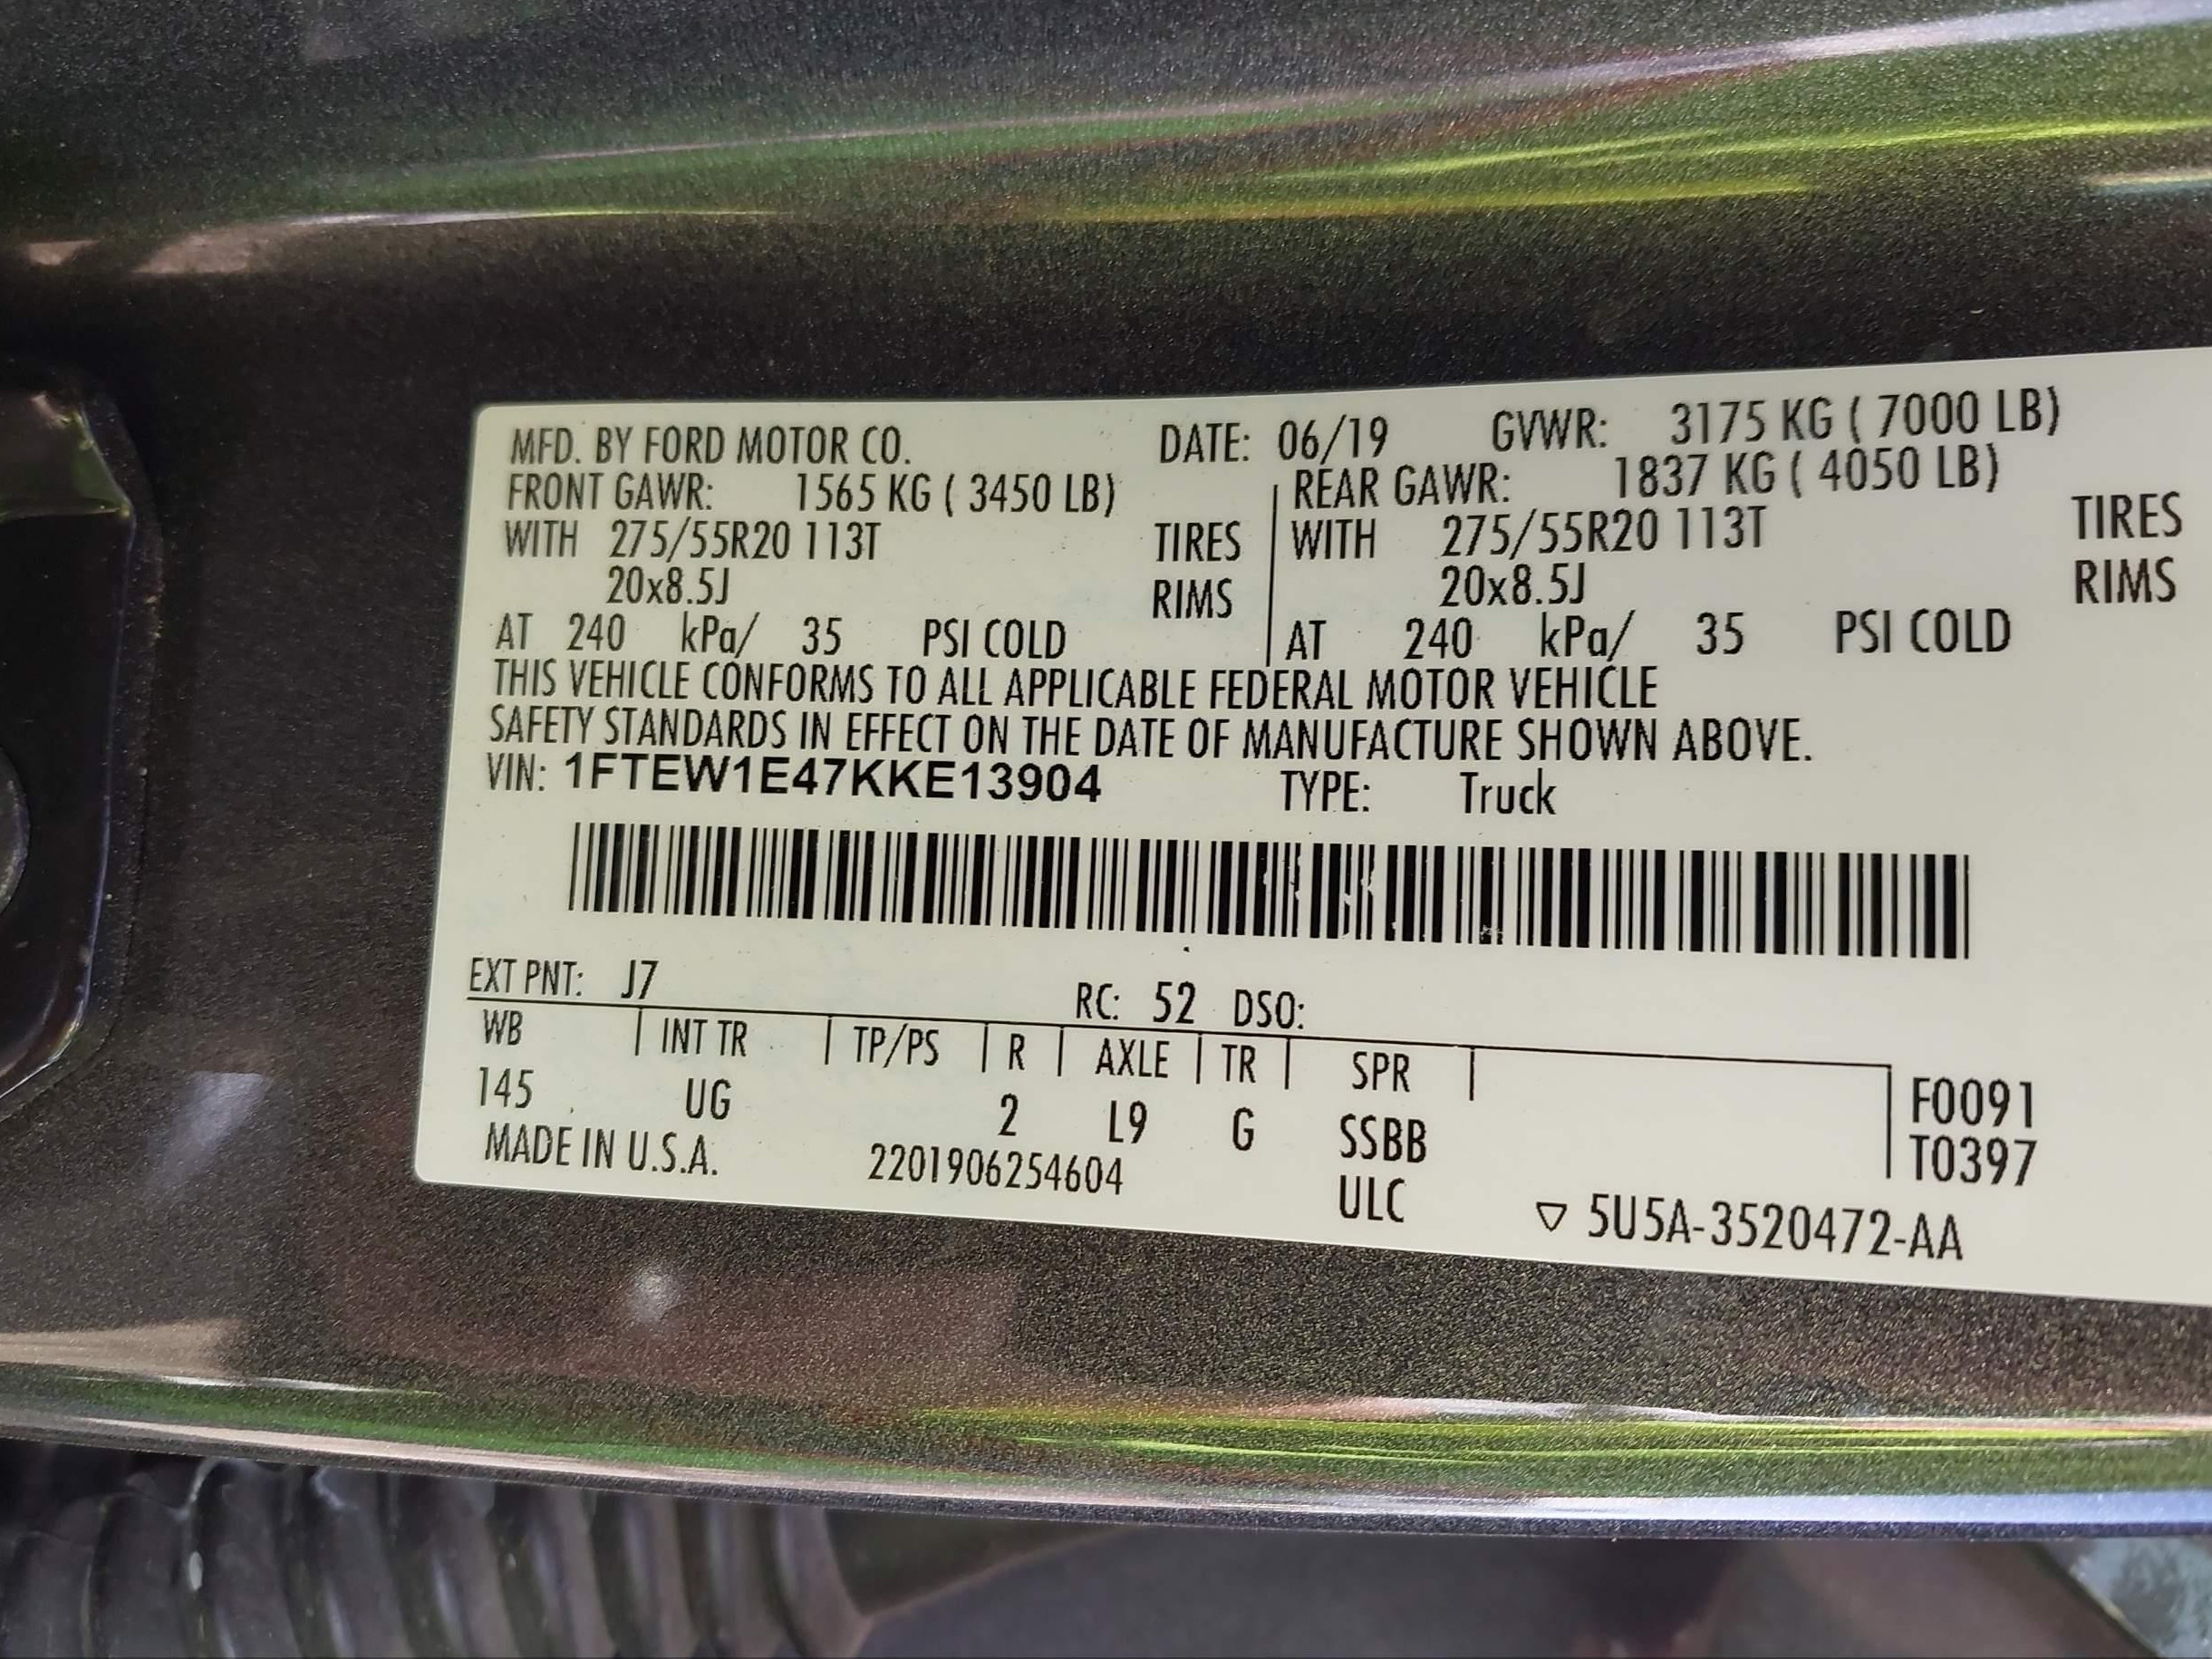 MFD. BY FORD MOTOR CO. DATE: 06/19 GVWR: 3175 KG ( 7000 LB)
FRONT GAWR: 1565 KG ( 3450 LB) REAR GAWR: 1837 KG ( 4050 LB)
WITH 275/55R20 113T TIRES WITH 275/55R20 113T TIRES
20x8.5J RIMS 20x8.5J RIMS
AT 240 kPa/ 35 PSI COLD AT 240 kPa/ 35 PSI COLD
THIS VEHICLE CONFORMS TO ALL APPLICABLE FEDERAL MOTOR VEHICLE
SAFETY STANDARDS IN EFFECT ON THE DATE OF MANUFACTURE SHOWN ABOVE.
VIN: 1FTEW1E47KKE13904 TYPE: Truck
EXT PNT: J7 RC: 52 DSO:
WB INT TR TP/PS R AXLE TR SPR
145 UG 2 L9 G SSBB F0091
MADE IN U.S.A. 2201906254604 ULC T0397
▽ 5U5A-3520472-AA